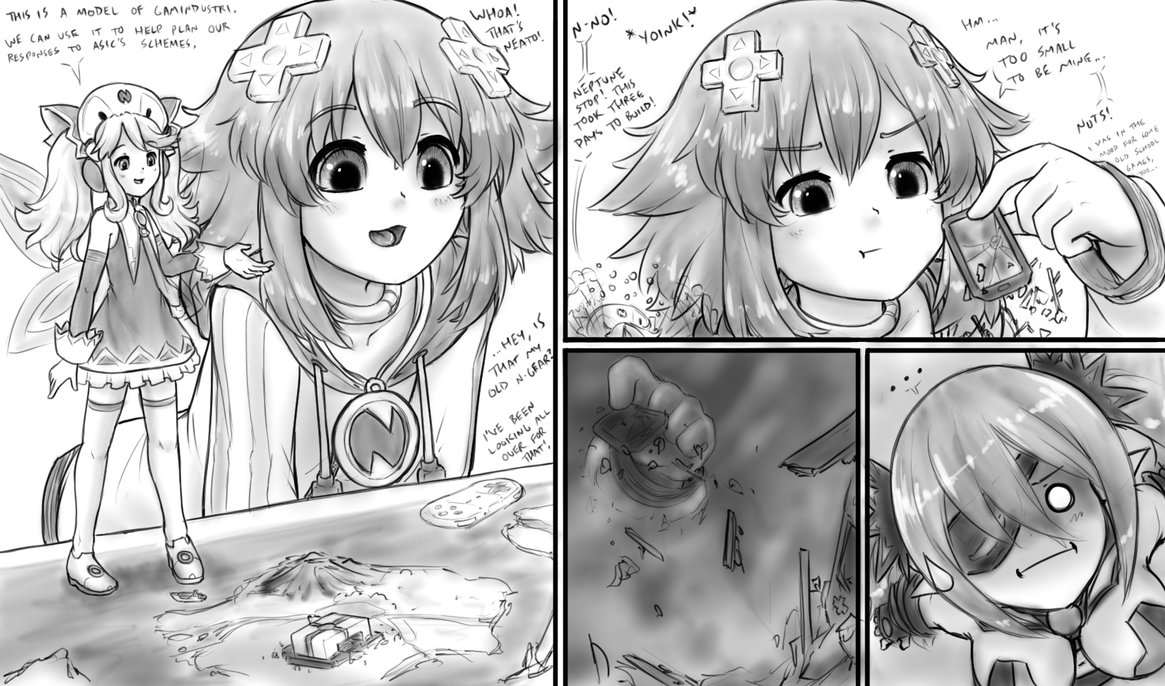 THIS IS A MODEL OF GAMINDUSTRI.
WE CAN USE IT TO HELP PLAN OUR
RESPONSES TO ASIC'S SCHEMES.
WHOA!
THAT'S
NEATO!
N
...HEY, IS
THAT MY
OLD N-GEAR?
I'VE BEEN
LOOKING ALL
OVER FOR
THAT!
N
N-NO!
NEPTUNE
STOP! THIS
TOOK THREE
DAYS TO BUILD!
*YOINK!~*
HM...
MAN, IT'S
TOO SMALL
TO BE MINE...
NUTS!
I WAS IN THE
MOOD FOR SOME
OLD SCHOOL
GAMES,
TOO...
...